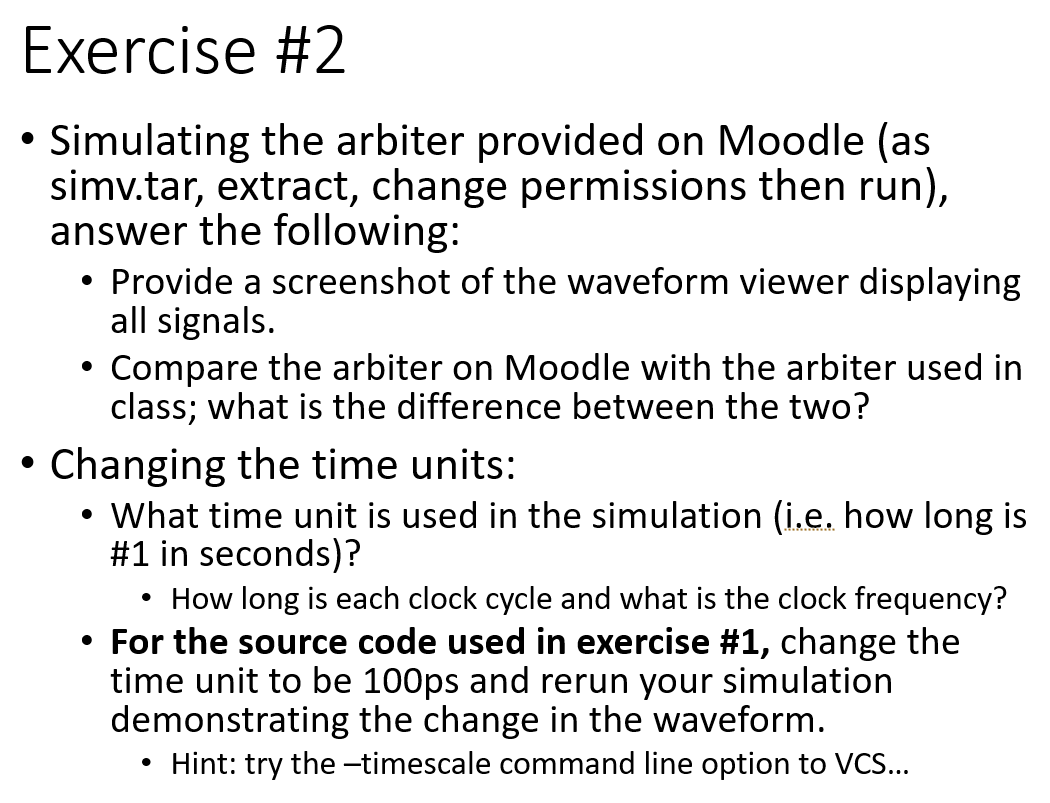 Exercise #2
• Simulating the arbiter provided on Moodle (as
simv.tar, extract, change permissions then run),
answer the following:
• Provide a screenshot of the waveform viewer displaying
all signals.
• Compare the arbiter on Moodle with the arbiter used in
class; what is the difference between the two?
• Changing the time units:
• What time unit is used in the simulation (i.e. how long is
#1 in seconds)?
• How long is each clock cycle and what is the clock frequency?
• For the source code used in exercise #1, change the
time unit to be 100ps and rerun your simulation
demonstrating the change in the waveform.
• Hint: try the –timescale command line option to VCS…